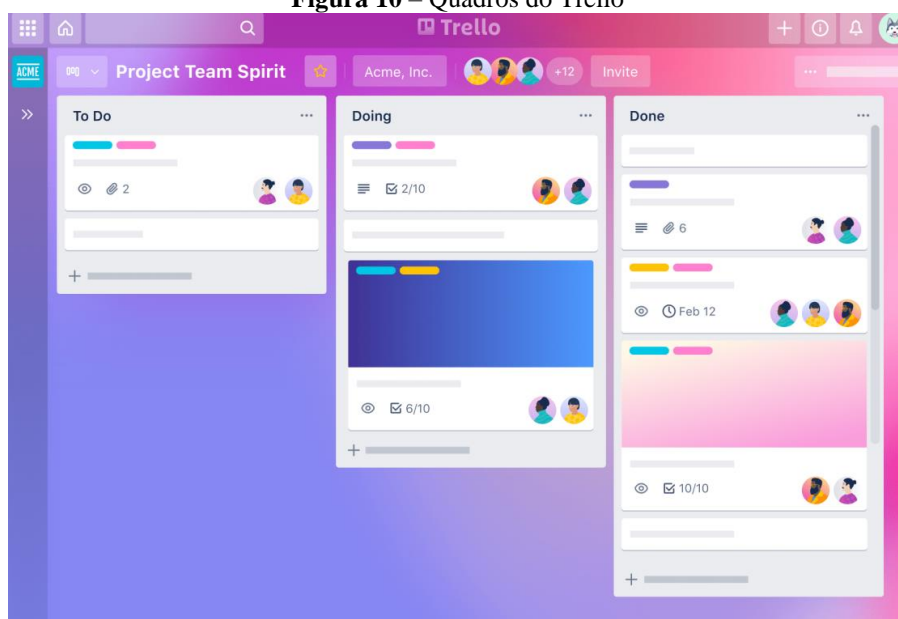 Figura 10 – Quadros do Trello
Trello
ACME
Project Team Spirit
Acme, Inc.
+12
Invite
To Do
2
Doing
2/10
6/10
Done
6
Feb 12
10/10